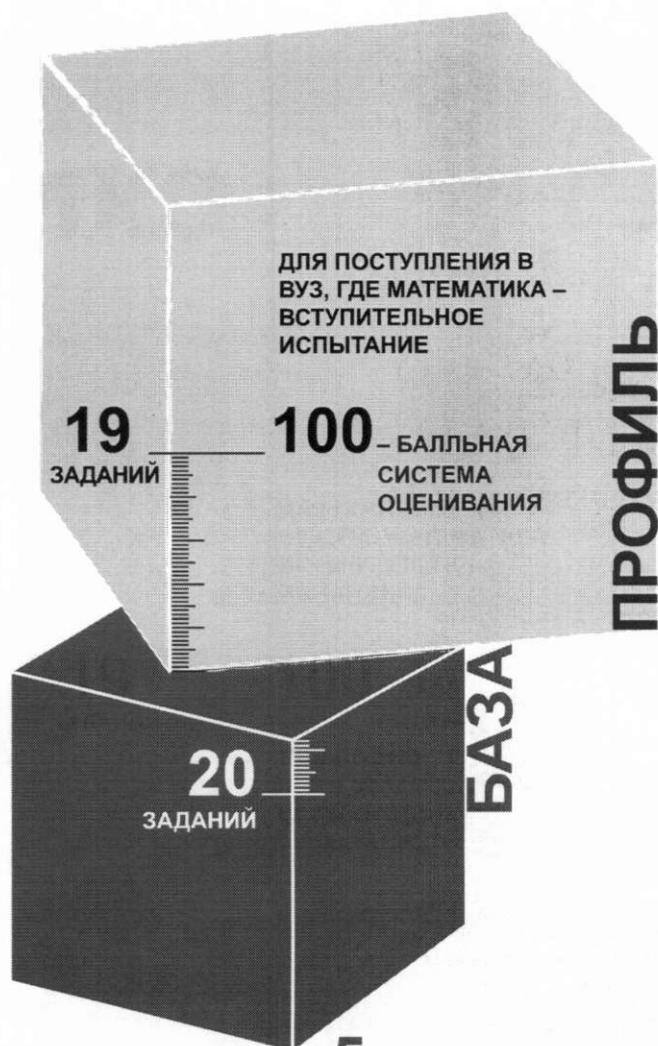 ДЛЯ ПОСТУПЛЕНИЯ В
ВУЗ, ГДЕ МАТЕМАТИКА –
ВСТУПИТЕЛЬНОЕ
ИСПЫТАНИЕ
19
ЗАДАНИЙ
100 – БАЛЛЬНАЯ
СИСТЕМА
ОЦЕНИВАНИЯ
ПРОФИЛЬ
20
ЗАДАНИЙ
БАЗА